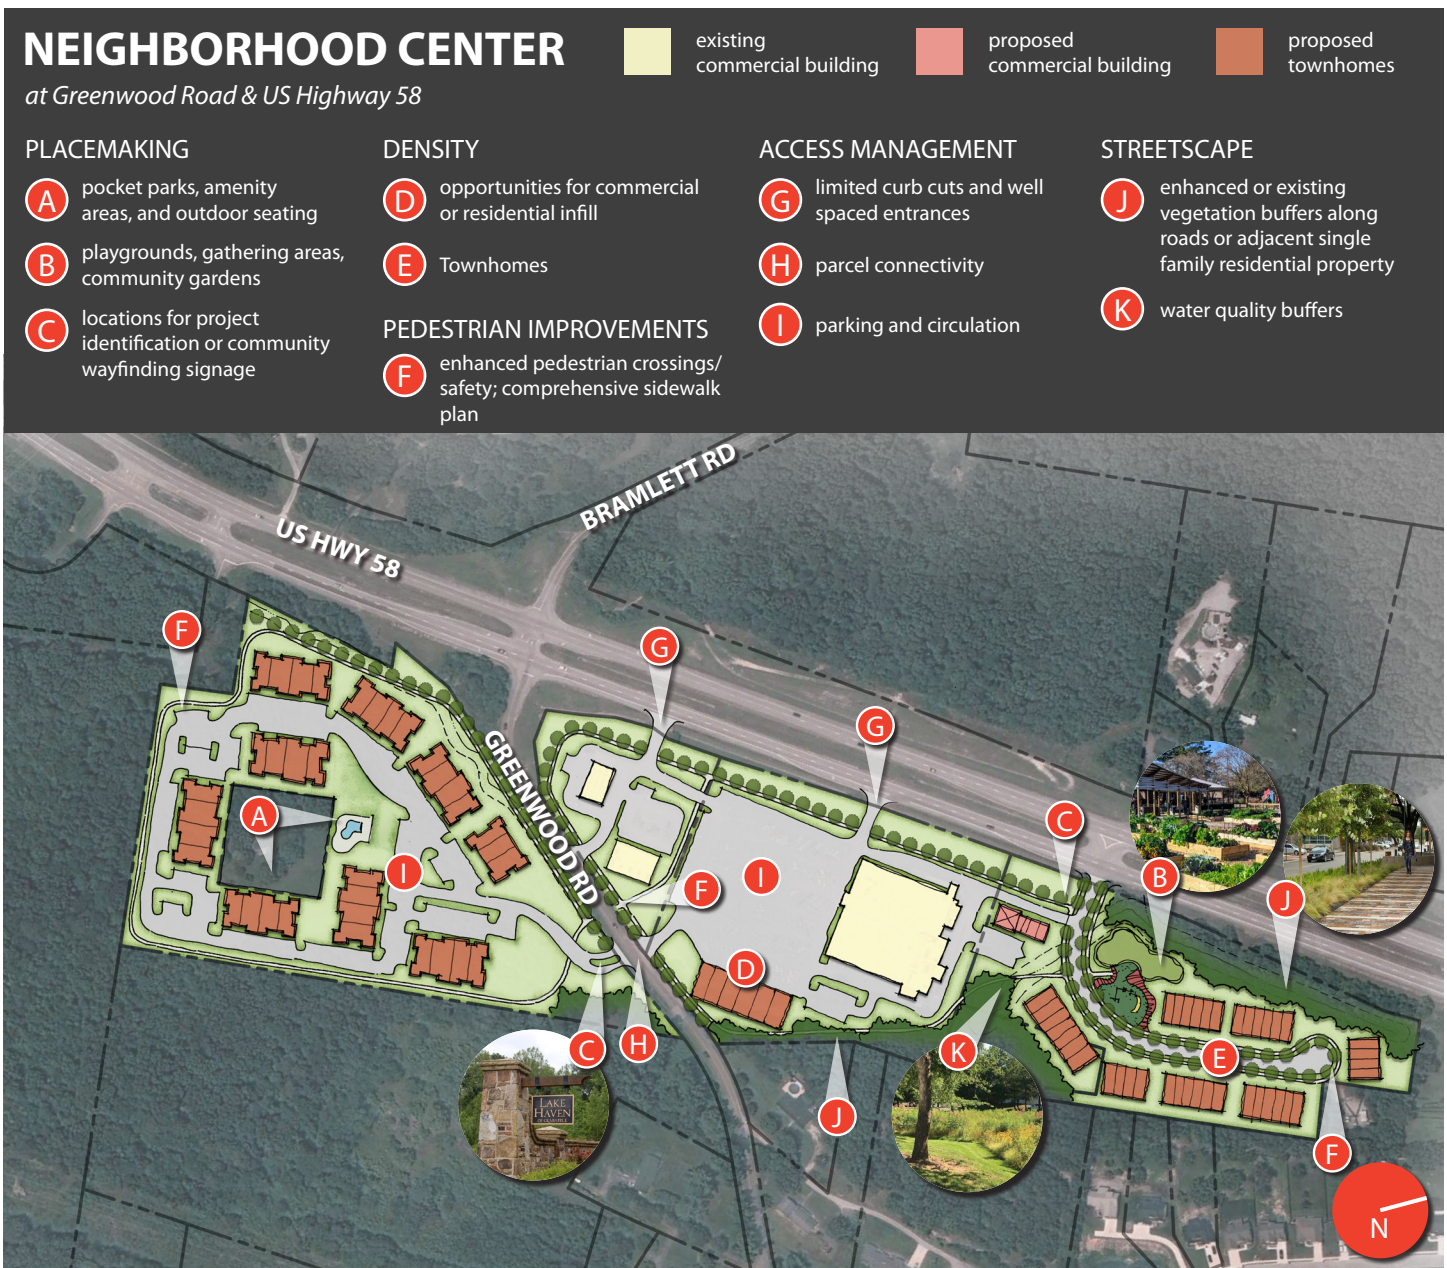 NEIGHBORHOOD CENTER
at Greenwood Road & US Highway 58
existing
commercial building
proposed
commercial building
proposed
townhomes
PLACEMAKING
A
pocket parks, amenity
areas, and outdoor seating
B
playgrounds, gathering areas,
community gardens
C
locations for project
identification or community
wayfinding signage
DENSITY
D
opportunities for commercial
or residential infill
E
Townhomes
PEDESTRIAN IMPROVEMENTS
F
enhanced pedestrian crossings/
safety; comprehensive sidewalk
plan
ACCESS MANAGEMENT
G
limited curb cuts and well
spaced entrances
H
parcel connectivity
I
parking and circulation
STREETSCAPE
J
enhanced or existing
vegetation buffers along
roads or adjacent single
family residential property
K
water quality buffers
BRAMLETT RD
US HWY 58
F
G
G
GREENWOOD RD
A
C
I
F
I
B
J
D
C
H
K
E
LAKE
HAVEN
J
F
N